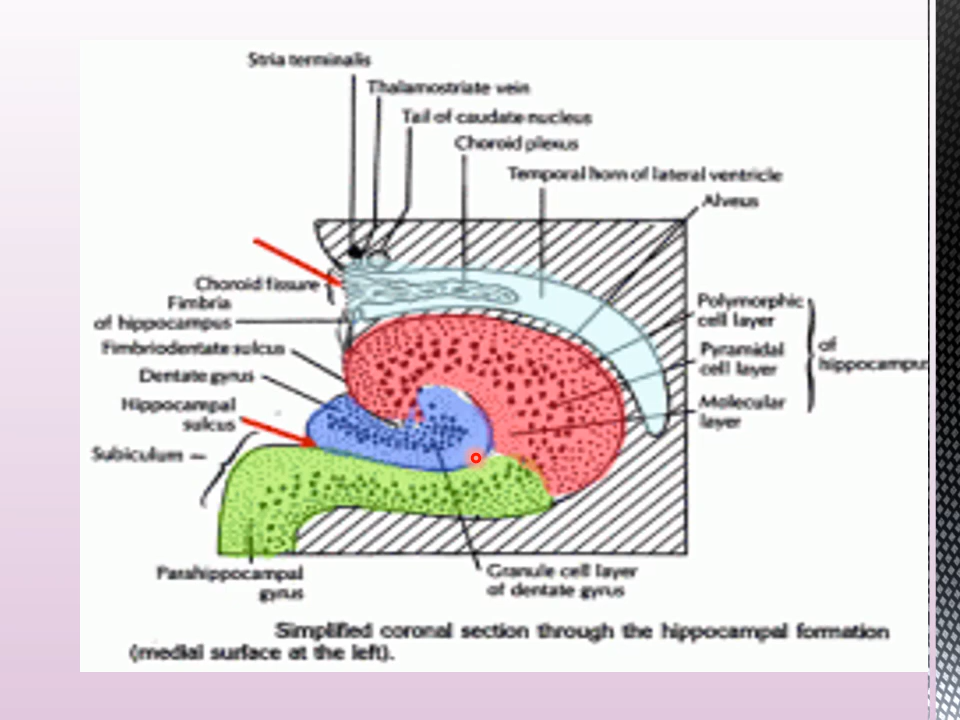 Stria terminalis
Thalamostriate vein
Tail of caudate nucleus
Choroid plexus
Temporal horn of lateral ventricle
Alveus
Choroid fissure
Fimbria
of hippocampus
Fimbriodentate sulcus
Dentate gyrus
Hippocampal
sulcus
Subiculum
Polymorphic
cell layer
Pyramidal
cell layer
Molecular
layer
of
hippocampus
Parahippocampal
gyrus
Granule cell layer
of dentate gyrus
Simplified coronal section through the hippocampal formation
(medial surface at the left).